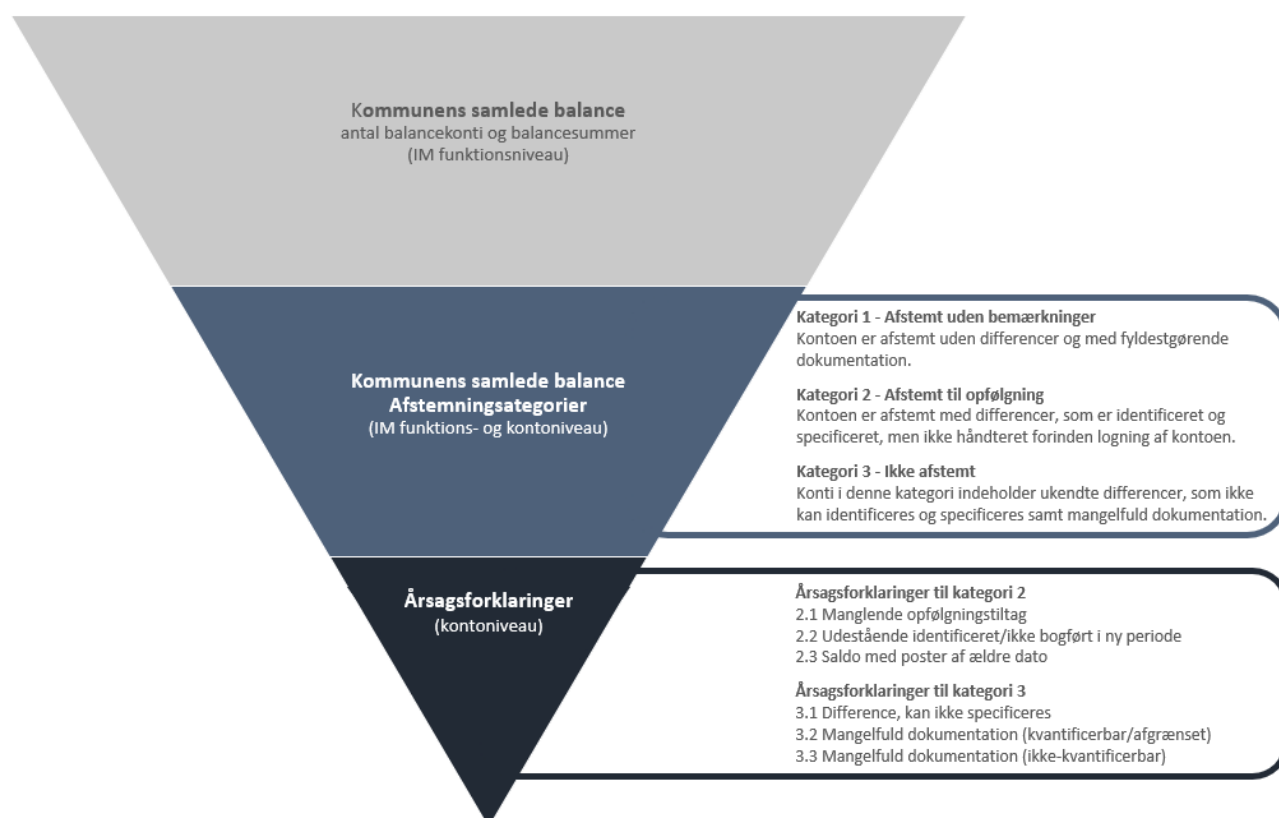 Kommunens samlede balance
antal balancekonti og balancesummer
(IM funktionsniveau)
Kommunens samlede balance
Afstemningsategorier
(IM funktions- og kontoniveau)
Kategori 1 - Afstemt uden bemærkninger
Kontoen er afstemt uden differencer og med fyldestgørende
dokumentation.
Kategori 2 - Afstemt til opfølgning
Kontoen er afstemt med differencer, som er identificeret og
specificeret, men ikke håndteret forinden logning af kontoen.
Kategori 3 - Ikke afstemt
Konti i denne kategori indeholder ukendte differencer, som ikke
kan identificeres og specificeres samt mangelfuld dokumentation.
Årsagsforklaringer
(kontoniveau)
Årsagsforklaringer til kategori 2
2.1 Manglende opfølgningstiltag
2.2 Udestående identificeret/ikke bogført i ny periode
2.3 Saldo med poster af ældre dato
Årsagsforklaringer til kategori 3
3.1 Difference, kan ikke specificeres
3.2 Mangelfuld dokumentation (kvantificerbar/afgrænset)
3.3 Mangelfuld dokumentation (ikke-kvantificerbar)